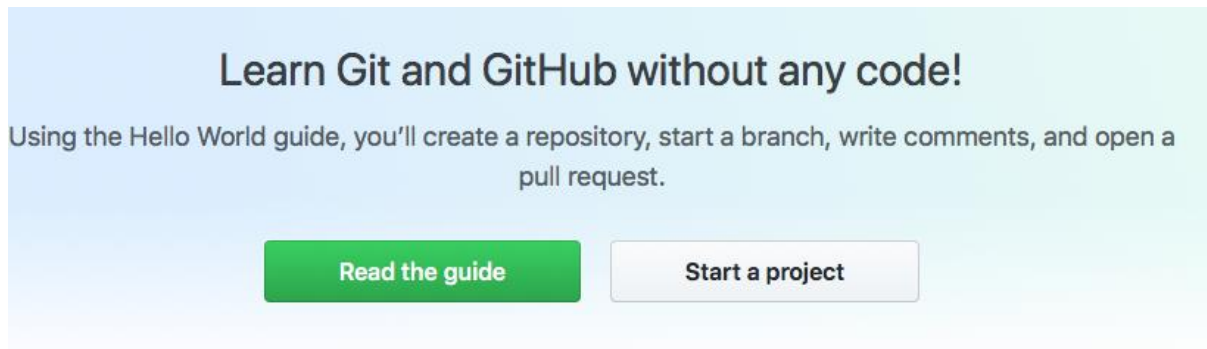 Learn Git and GitHub without any code!
Using the Hello World guide, you’ll create a repository, start a branch, write comments, and open a
pull request.
Read the guide
Start a project